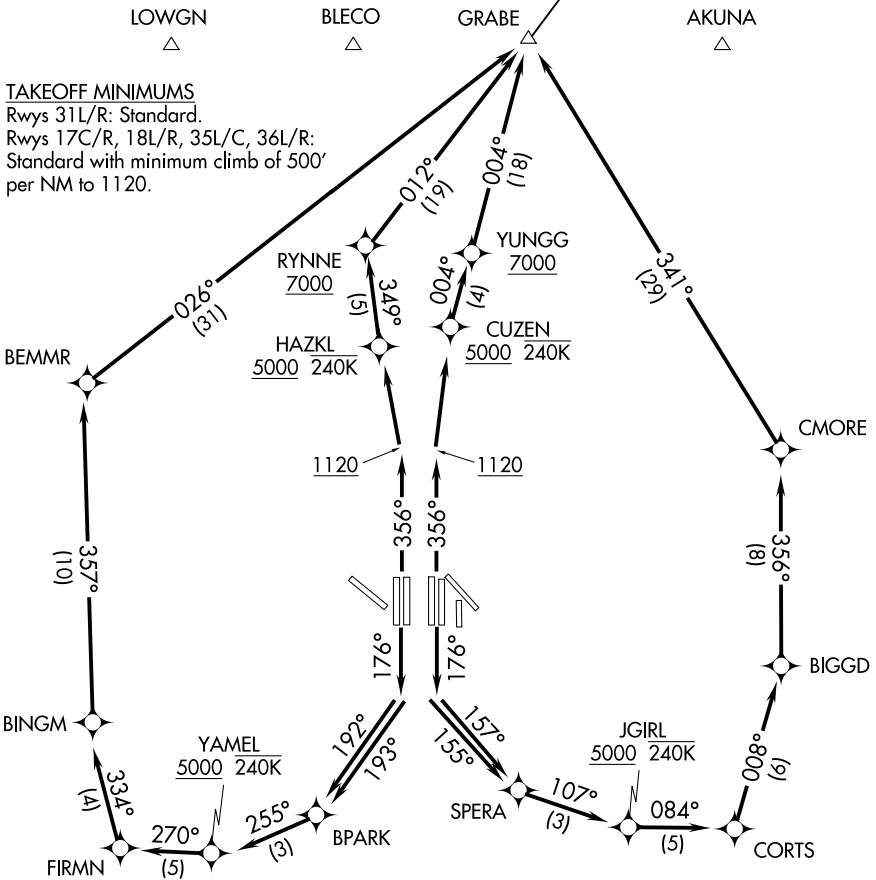 LOWGN
BLECO
GRABE
AKUNA
TAKEOFF MINIMUMS
Rwys 31L/R: Standard.
Rwys 17C/R, 18L/R, 35L/C, 36L/R:
Standard with minimum climb of 500'
per NM to 1120.
012°
(19)
004°
(18)
RYNNE
7000
YUNGG
7000
026°
(31)
349°
(5)
004°
(4)
341°
(29)
HAZKL
5000 240K
CUZEN
5000 240K
BEMMR
CMORE
1120
1120
356°
356°
357°
(10)
356°
(8)
176°
176°
BIGGD
BINGM
YAMEL
5000 240K
192°
193°
157°
155°
JGIRL
5000 240K
008°
(9)
334°
(4)
SPERA
107°
(3)
084°
(5)
255°
(3)
BPARK
270°
(5)
FIRMN
CORTS